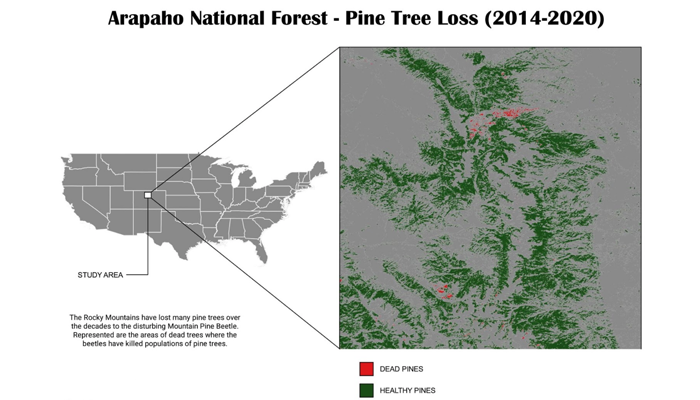 Arapaho National Forest - Pine Tree Loss (2014-2020)
STUDY AREA
The Rocky Mountains have lost many pine trees over
the decades to the disturbing Mountain Pine Beetle.
Represented are the areas of dead trees where the
beetles have killed populations of pine trees.
DEAD PINES
HEALTHY PINES